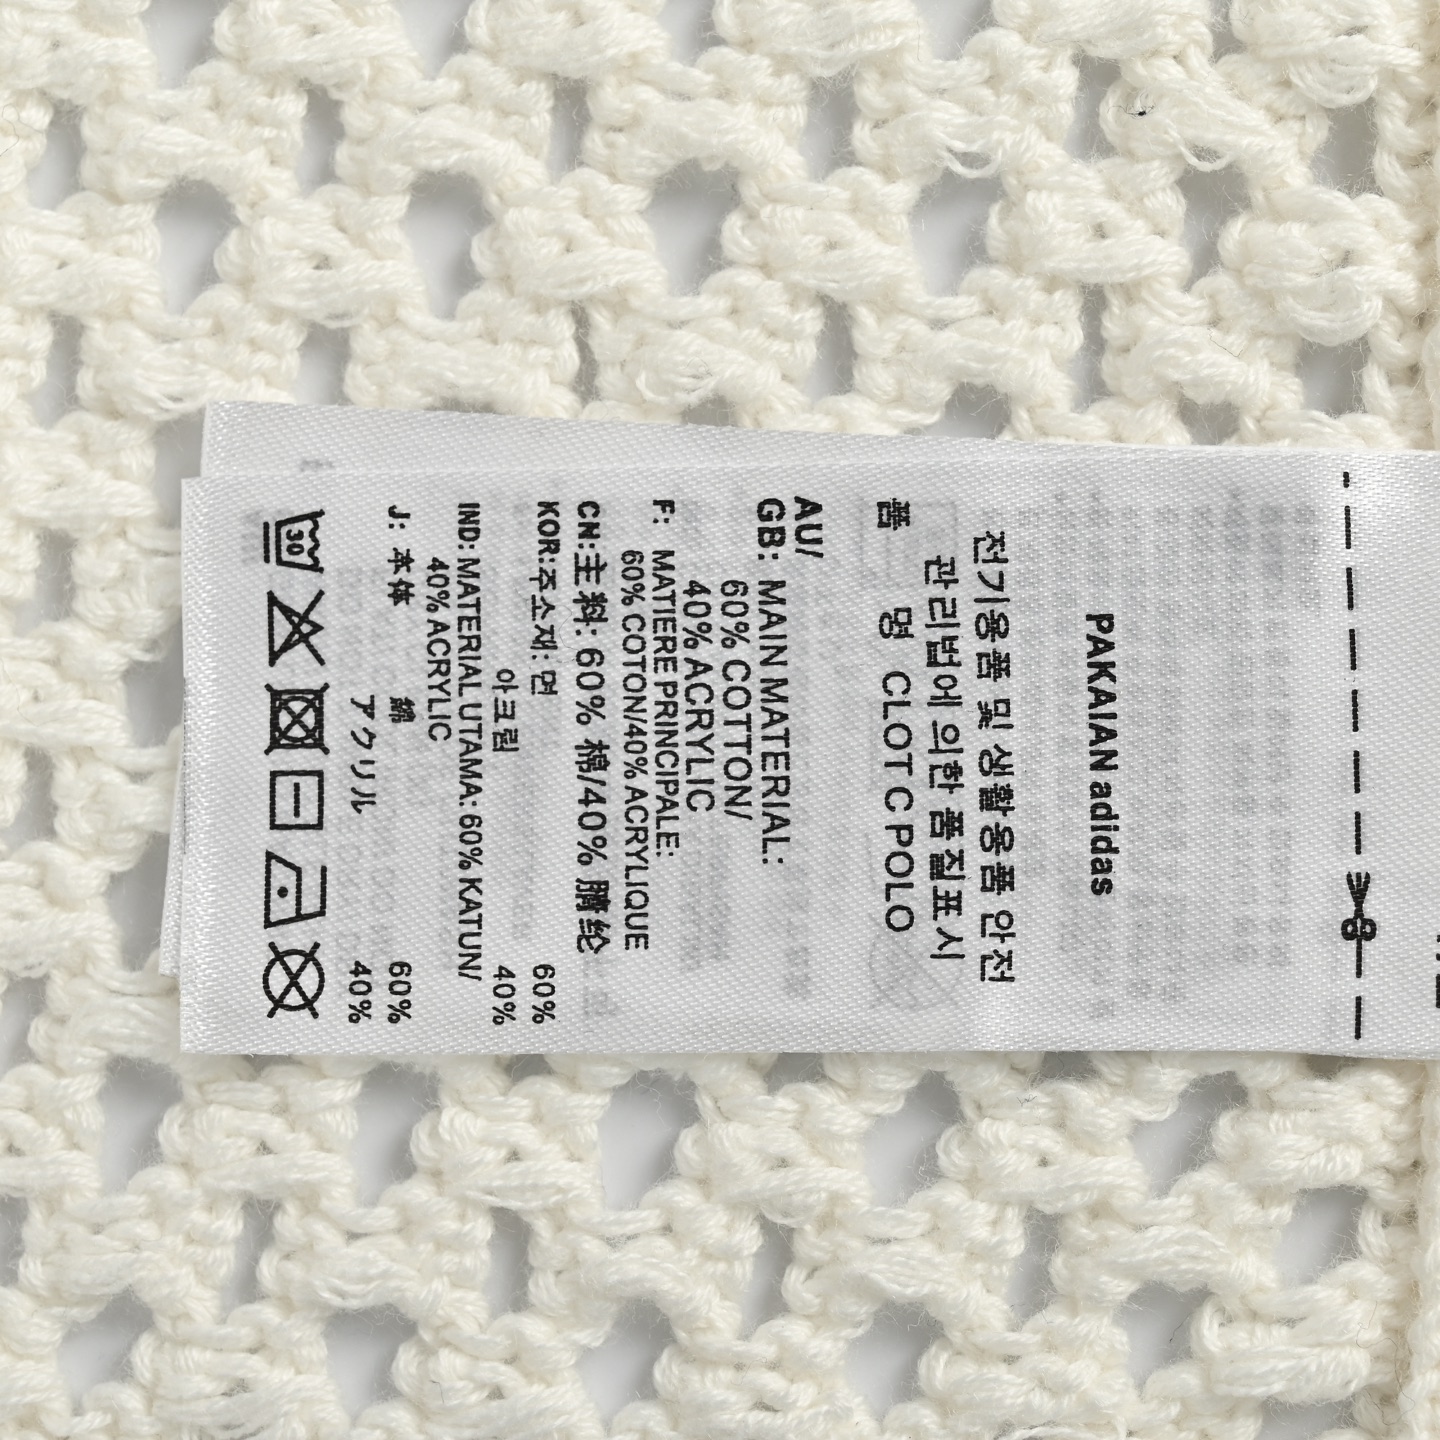 PAKAIAN adidas
전기용품 및 생활용품 안전
관리법에 의한 품질표시
품 명 CLOT C POLO
AU/
GB: MAIN MATERIAL:
60% COTTON/
40% ACRYLIC
F: MATIERE PRINCIPALE:
60% COTON/40% ACRYLIQUE
CN:主 料: 60% 棉/40% 腈纶
KOR:주소재: 면 60%
아크릴 40%
IND: MATERIAL UTAMA: 60% KATUN/
40% ACRYLIC
J: 本体 綿 60%
アクリル 40%
30